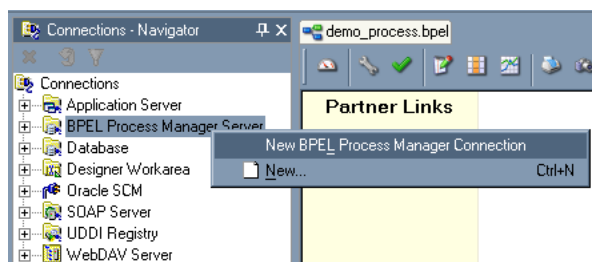 Connections - Navigator
demo_process.bpel
Connections
Application Server
Partner Links
BPEL Process Manager Server
New BPEL Process Manager Connection
Database
Designer Workarea
New... Ctrl+N
Oracle SCM
SOAP Server
UDDI Registry
WebDAV Server